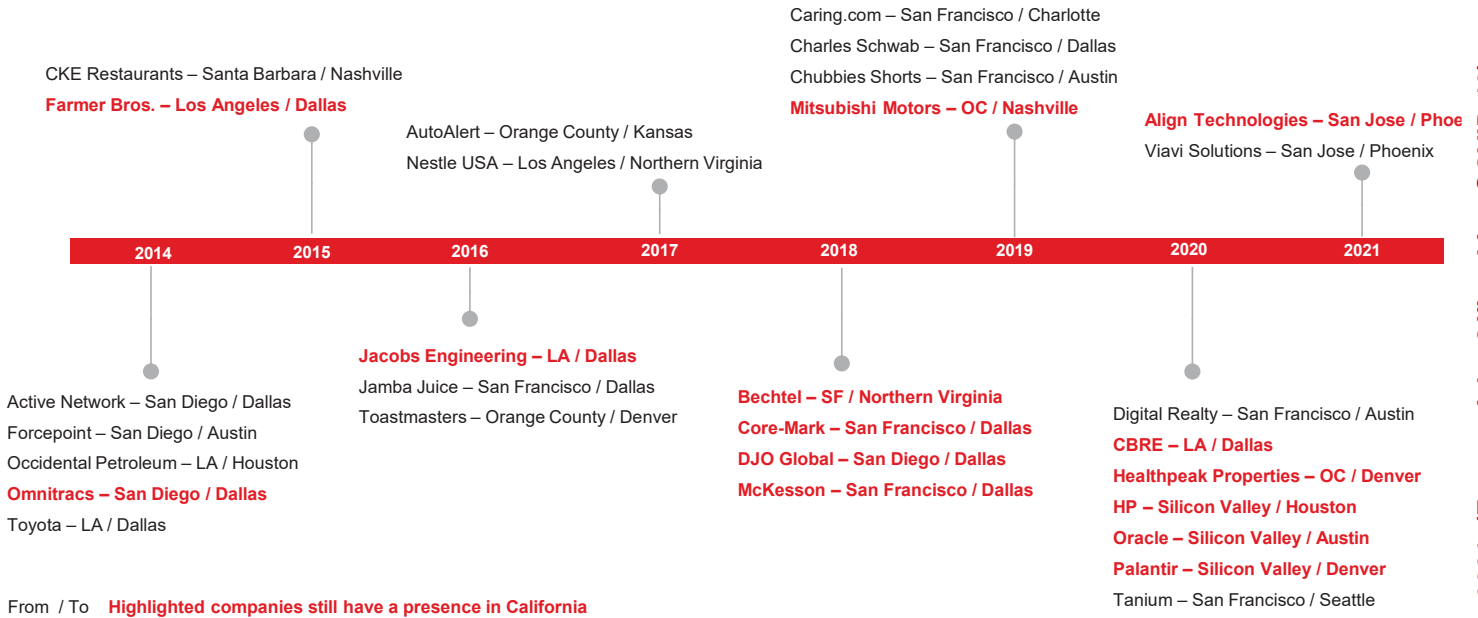 Caring.com – San Francisco / Charlotte
Charles Schwab – San Francisco / Dallas
Chubbies Shorts – San Francisco / Austin
Mitsubishi Motors – OC / Nashville
CKE Restaurants – Santa Barbara / Nashville
Farmer Bros. – Los Angeles / Dallas
AutoAlert – Orange County / Kansas
Nestle USA – Los Angeles / Northern Virginia
Align Technologies – San Jose / Phoe
Viavi Solutions – San Jose / Phoenix
2014 2015 2016 2017 2018 2019 2020 2021
Active Network – San Diego / Dallas
Forcepoint – San Diego / Austin
Occidental Petroleum – LA / Houston
Omnitracs – San Diego / Dallas
Toyota – LA / Dallas
Jacobs Engineering – LA / Dallas
Jamba Juice – San Francisco / Dallas
Toastmasters – Orange County / Denver
Bechtel – SF / Northern Virginia
Core-Mark – San Francisco / Dallas
DJO Global – San Diego / Dallas
McKesson – San Francisco / Dallas
Digital Realty – San Francisco / Austin
CBRE – LA / Dallas
Healthpeak Properties – OC / Denver
HP – Silicon Valley / Houston
Oracle – Silicon Valley / Austin
Palantir – Silicon Valley / Denver
Tanium – San Francisco / Seattle
From / To Highlighted companies still have a presence in California